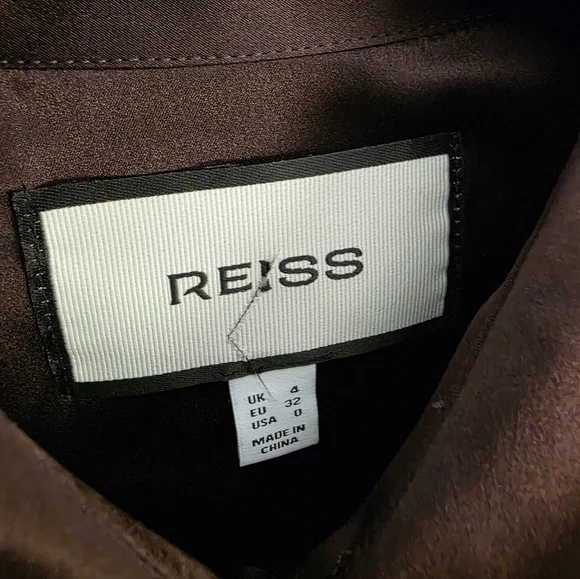 REISS
UK 4
EU 32
USA 0
MADE IN
CHINA